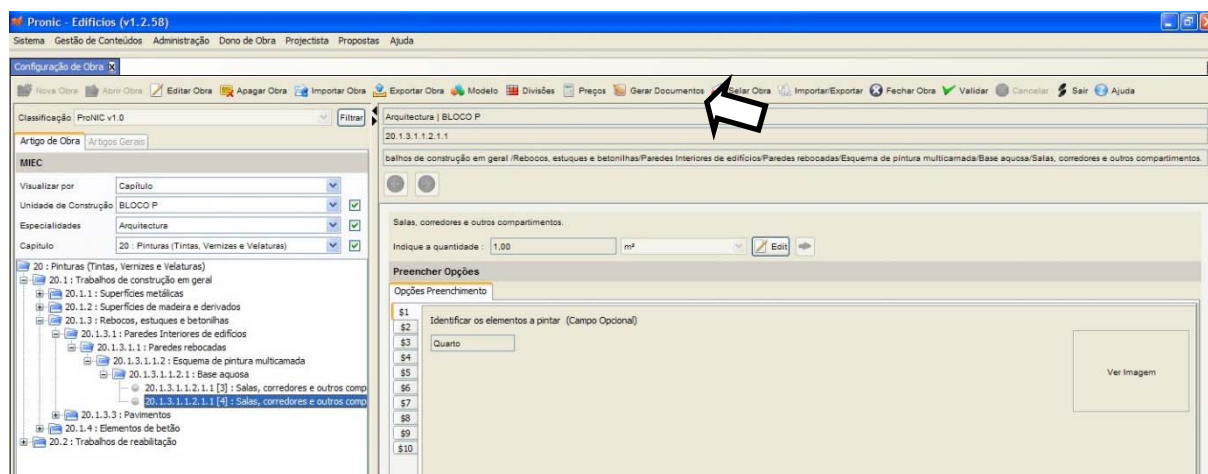 Pronic - Edificios (v1.2.58)
Sistema Gestão de Conteúdos Administração Dono de Obra Projectista Propostas Ajuda
Configuração de Obra
Nova Obra Abrir Obra Editar Obra Apagar Obra Importar Obra Exportar Obra Modelo Divisões Preços Gerar Documentos Selar Obra Importar/Exportar Fechar Obra Validar Cancelar Sair Ajuda
Classificação ProNIC v1.0 Filtrar
Artigo de Obra Artigos Gerais
MIEC
Visualizar por Capítulo
Unidade de Construção BLOCO P
Especialidades Arquitectura
Capitulo 20 : Pinturas (Tintas, Vernizes e Velaturas)
20 : Pinturas (Tintas, Vernizes e Velaturas)
20.1 : Trabalhos de construção em geral
20.1.1 : Superfícies metálicas
20.1.2 : Superfícies de madeira e derivados
20.1.3 : Rebocos, estuques e betonilhas
20.1.3.1 : Paredes Interiores de edifícios
20.1.3.1.1 : Paredes rebocadas
20.1.3.1.1.2 : Esquema de pintura multicamada
20.1.3.1.1.2.1 : Base aquosa
20.1.3.1.1.2.1.1 [3] : Salas, corredores e outros comp
20.1.3.1.1.2.1.1 [4] : Salas, corredores e outros comp
20.1.3.3 : Pavimentos
20.1.4 : Elementos de betão
20.2 : Trabalhos de reabilitação
Arquitectura | BLOCO P
20.1.3.1.1.2.1.1
balhos de construção em geral /Rebocos, estuques e betonilhas/Paredes Interiores de edifícios/Paredes rebocadas/Esquema de pintura multicamada/Base aquosa/Salas, corredores e outros compartimentos.
Salas, corredores e outros compartimentos.
Indique a quantidade : 1,00 m² Edit
Preencher Opções
Opções Preenchimento
$1
$2
$3
$4
$5
$6
$7
$8
$9
$10
Identificar os elementos a pintar (Campo Opcional)
Quarto
Ver Imagem